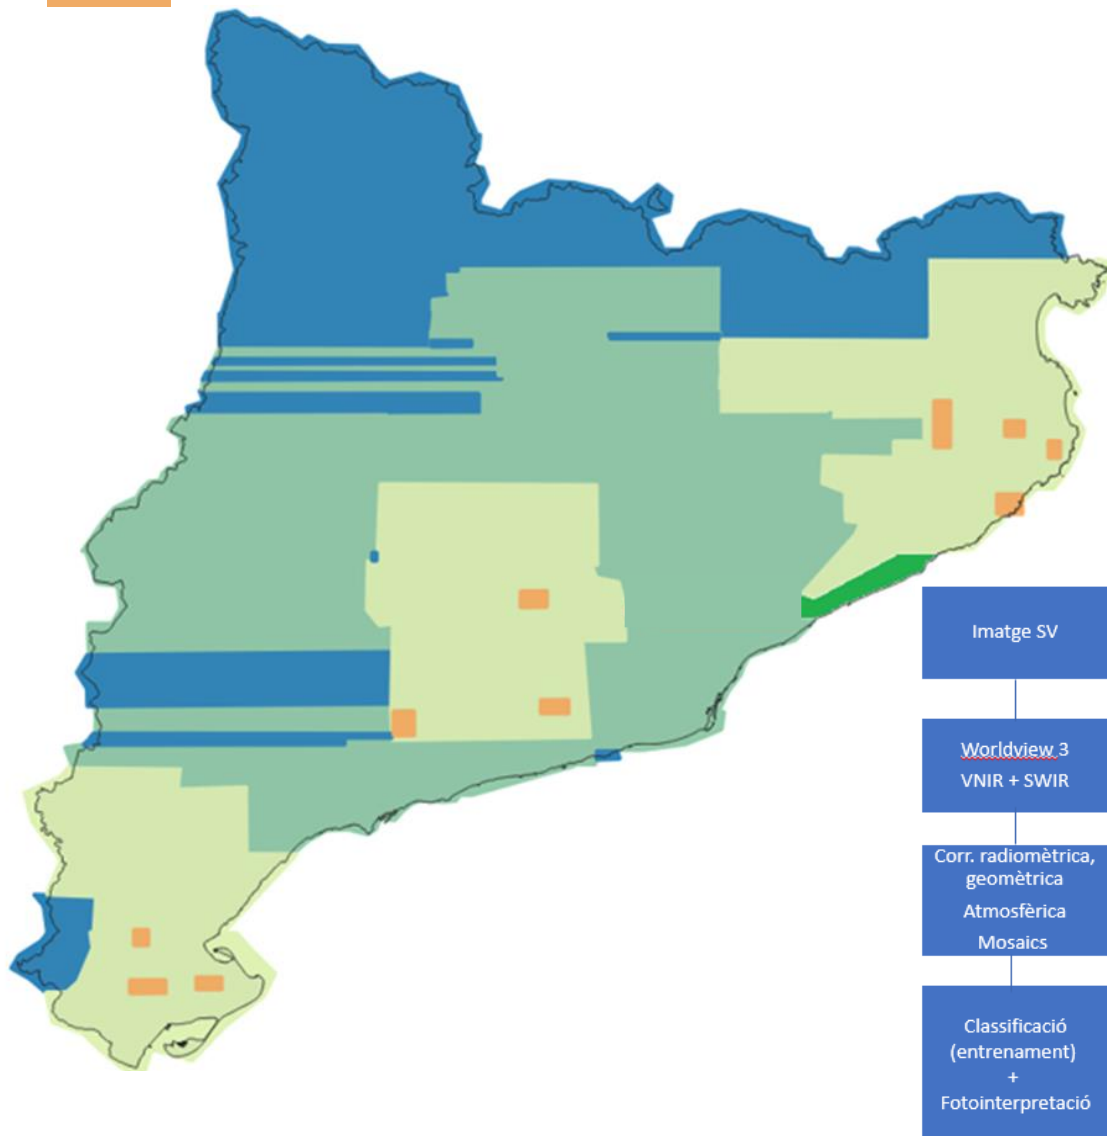 Imatge SV
Worldview 3
VNIR + SWIR
Corr. radiomètrica,
geomètrica
Atmosfèrica
Mosaics
Classificació
(entrenament)
+
Fotointerpretació